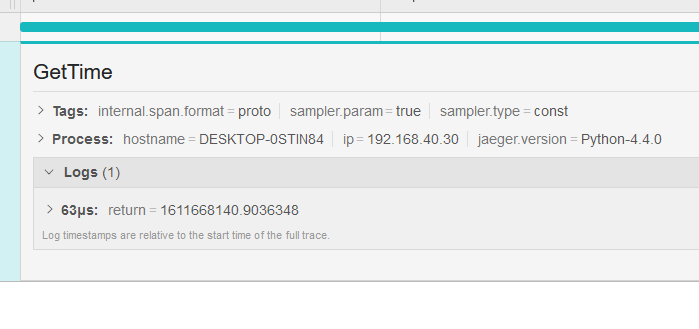 GetTime
Tags: internal.span.format = proto sampler.param = true sampler.type = const
Process: hostname = DESKTOP-0STIN84 ip = 192.168.40.30 jaeger.version = Python-4.4.0
Logs (1)
63μs: return = 1611668140.9036348
Log timestamps are relative to the start time of the full trace.